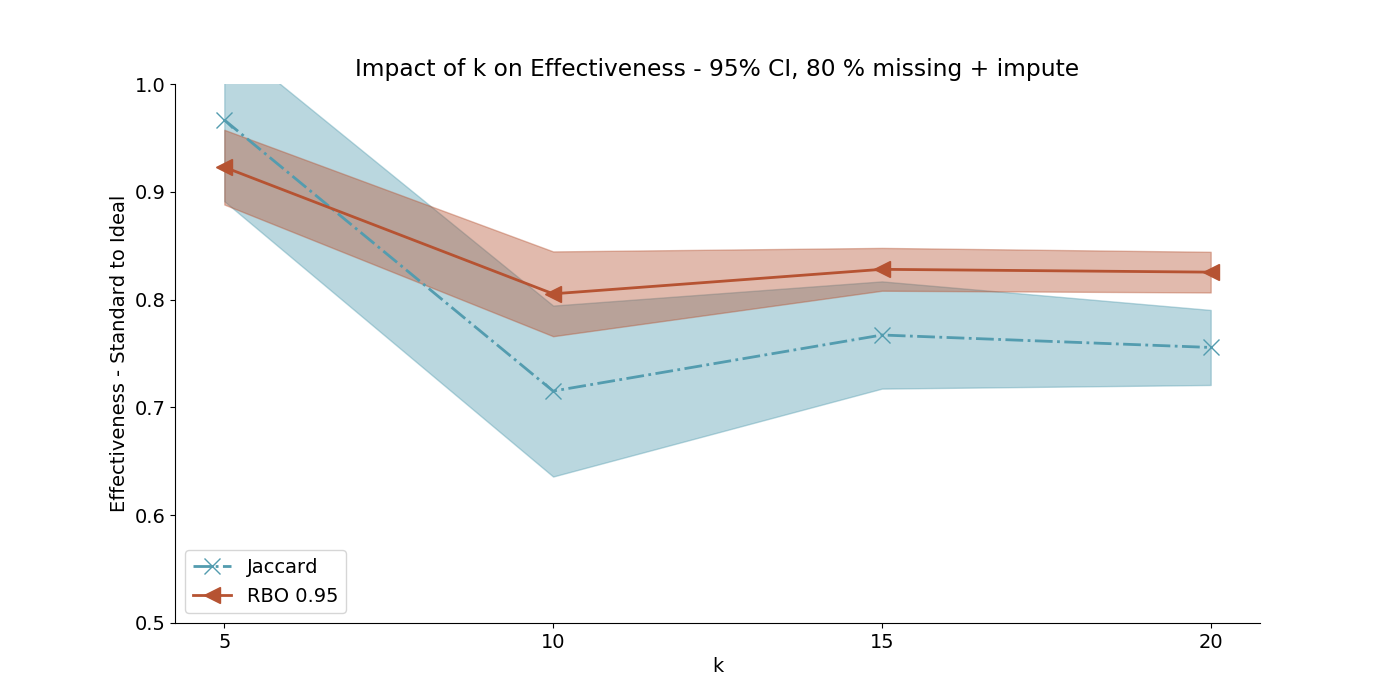 Impact of k on Effectiveness - 95% CI, 80 % missing + impute
Effectiveness - Standard to Ideal
1.0
0.9
0.8
0.7
0.6
0.5
Jaccard
RBO 0.95
5 10 15 20
k